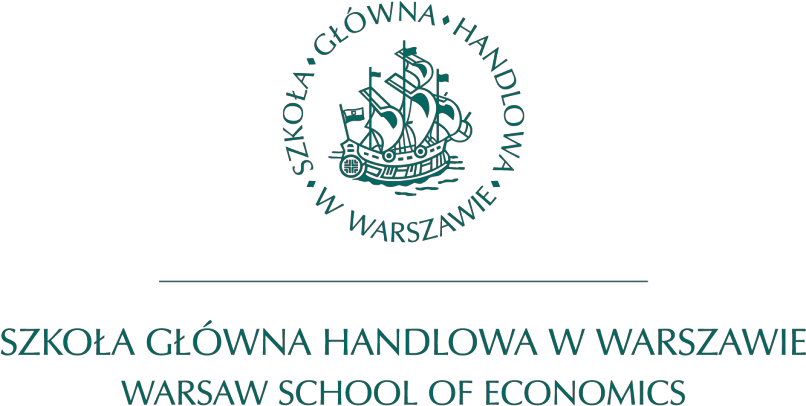 SZKOŁA • GŁÓWNA • HANDLOWA • W WARSZAWIE •
SZKOŁA GŁÓWNA HANDLOWA W WARSZAWIE
WARSAW SCHOOL OF ECONOMICS